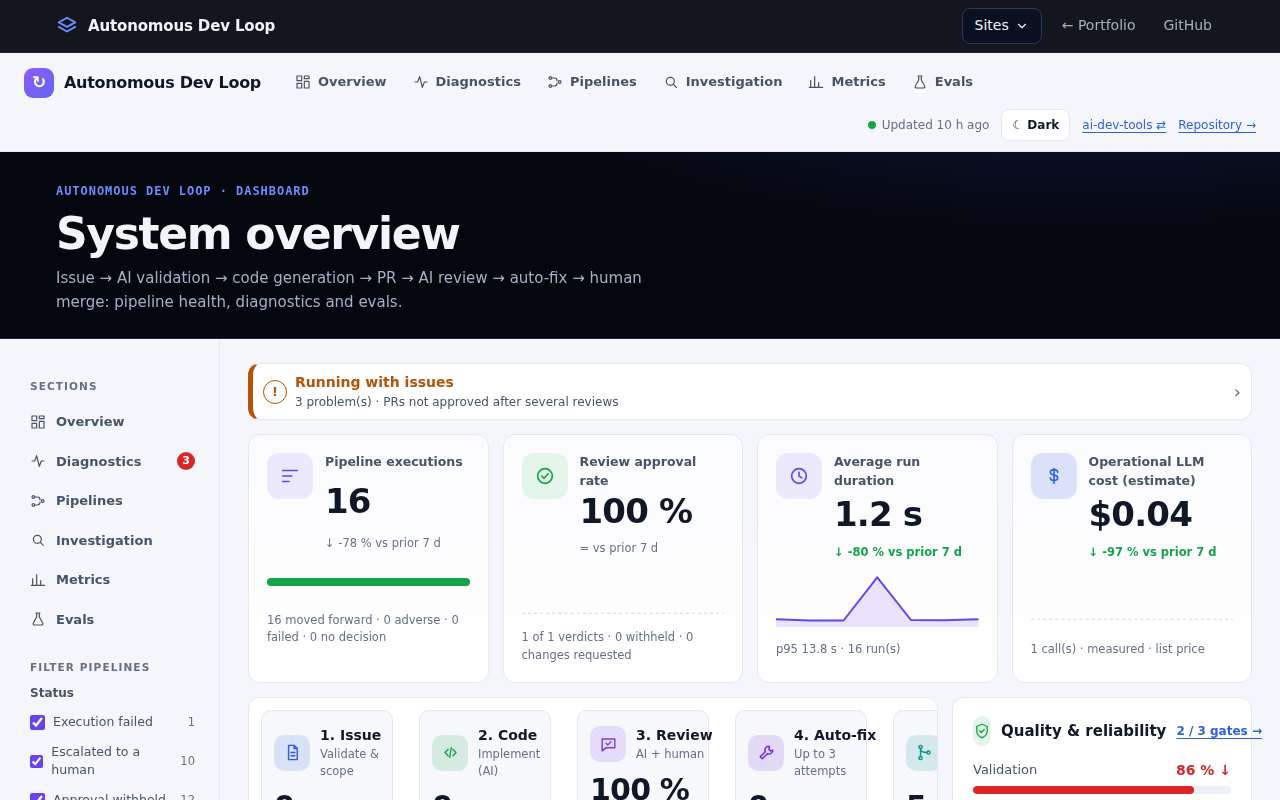 Autonomous Dev Loop
Sites
← Portfolio
GitHub
↻ Autonomous Dev Loop
Overview
Diagnostics
Pipelines
Investigation
Metrics
Evals
Updated 10 h ago
☾ Dark
ai-dev-tools ⇄
Repository →
AUTONOMOUS DEV LOOP · DASHBOARD
System overview
Issue → AI validation → code generation → PR → AI review → auto-fix → human
merge: pipeline health, diagnostics and evals.
SECTIONS
Overview
Diagnostics 3
Pipelines
Investigation
Metrics
Evals
FILTER PIPELINES
Status
Execution failed 1
Escalated to a
human 10
Approval withheld 12
! Running with issues
3 problem(s) · PRs not approved after several reviews
›
Pipeline executions
16
↓ -78 % vs prior 7 d
16 moved forward · 0 adverse · 0
failed · 0 no decision
Review approval
rate
100 %
= vs prior 7 d
1 of 1 verdicts · 0 withheld · 0
changes requested
Average run
duration
1.2 s
↓ -80 % vs prior 7 d
p95 13.8 s · 16 run(s)
Operational LLM
cost (estimate)
$0.04
↓ -97 % vs prior 7 d
1 call(s) · measured · list price
1. Issue
Validate &
scope
2. Code
Implement
(AI)
3. Review
AI + human
100 %
4. Auto-fix
Up to 3
attempts
Quality & reliability
2 / 3 gates →
Validation
86 % ↓